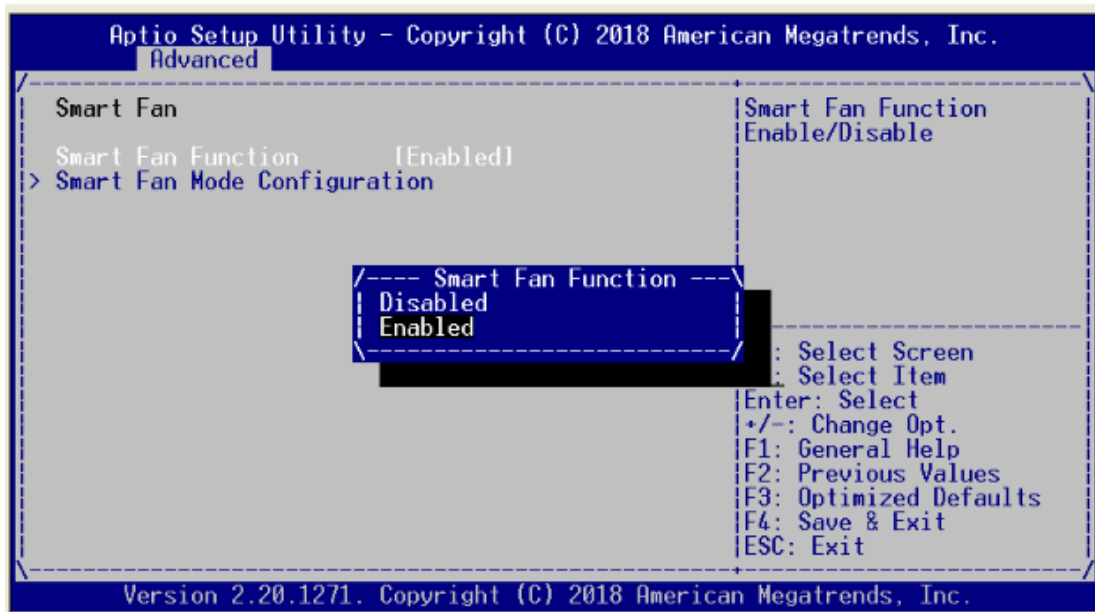 Aptio Setup Utility - Copyright (C) 2018 American Megatrends, Inc.
Advanced
Smart Fan
Smart Fan Function [Enabled]
> Smart Fan Mode Configuration
Smart Fan Function
Enable/Disable
Smart Fan Function
Disabled
Enabled
: Select Screen
: Select Item
Enter: Select
+/-: Change Opt.
F1: General Help
F2: Previous Values
F3: Optimized Defaults
F4: Save & Exit
ESC: Exit
Version 2.20.1271. Copyright (C) 2018 American Megatrends, Inc.